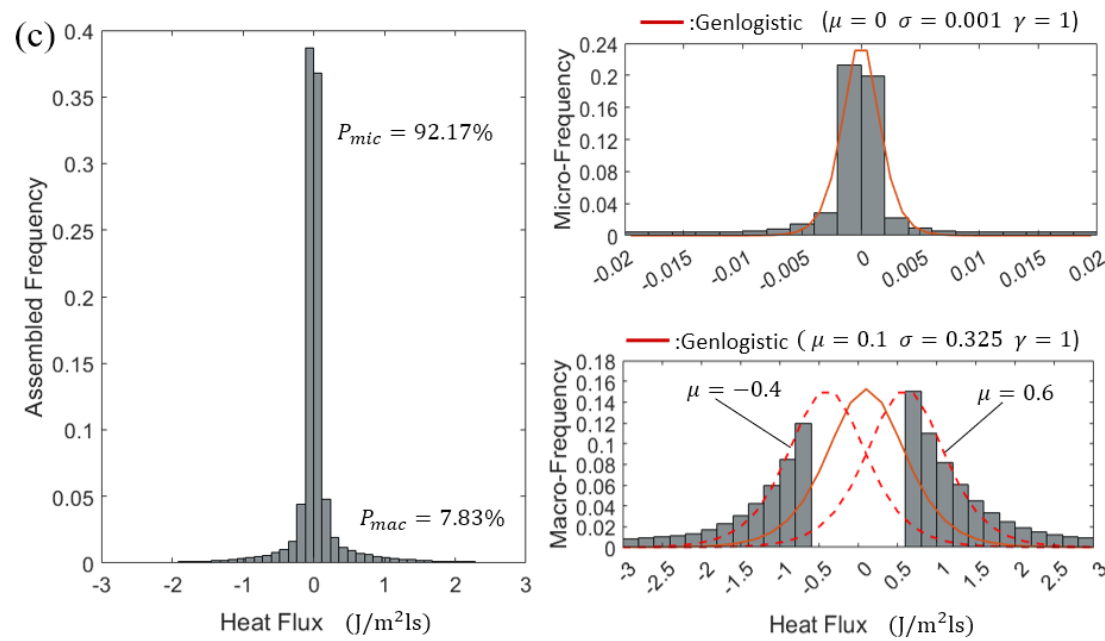 (c)
0.4
0.35
0.3
0.25
0.2
0.15
0.1
0.05
0
Assembled Frequency
P_mic = 92.17%
P_mac = 7.83%
-3 -2 -1 0 1 2 3
Heat Flux (J/m²ls)
:Genlogistic (μ = 0 σ = 0.001 γ = 1)
0.24
0.2
0.16
0.12
0.08
0.04
0
Micro-Frequency
-0.02 -0.015 -0.01 -0.005 0 0.005 0.01 0.015 0.02
:Genlogistic ( μ = 0.1 σ = 0.325 γ = 1)
0.18
0.16
0.14
0.12
0.1
0.08
0.06
0.04
0.02
0
Macro-Frequency
μ = −0.4
μ = 0.6
-3 -2.5 -2 -1.5 -1 -0.5 0 0.5 1 1.5 2 2.5 3
Heat Flux (J/m²ls)